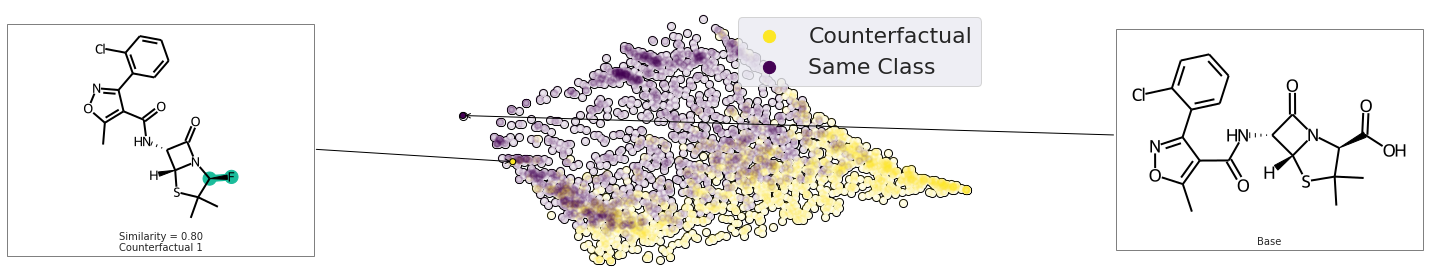 Cl
N
O
O
HN
O
N
H
S
F
Similarity = 0.80
Counterfactual 1
Counterfactual
Same Class
Cl
N
O
O
HN
O
N
H
S
O
OH
Base